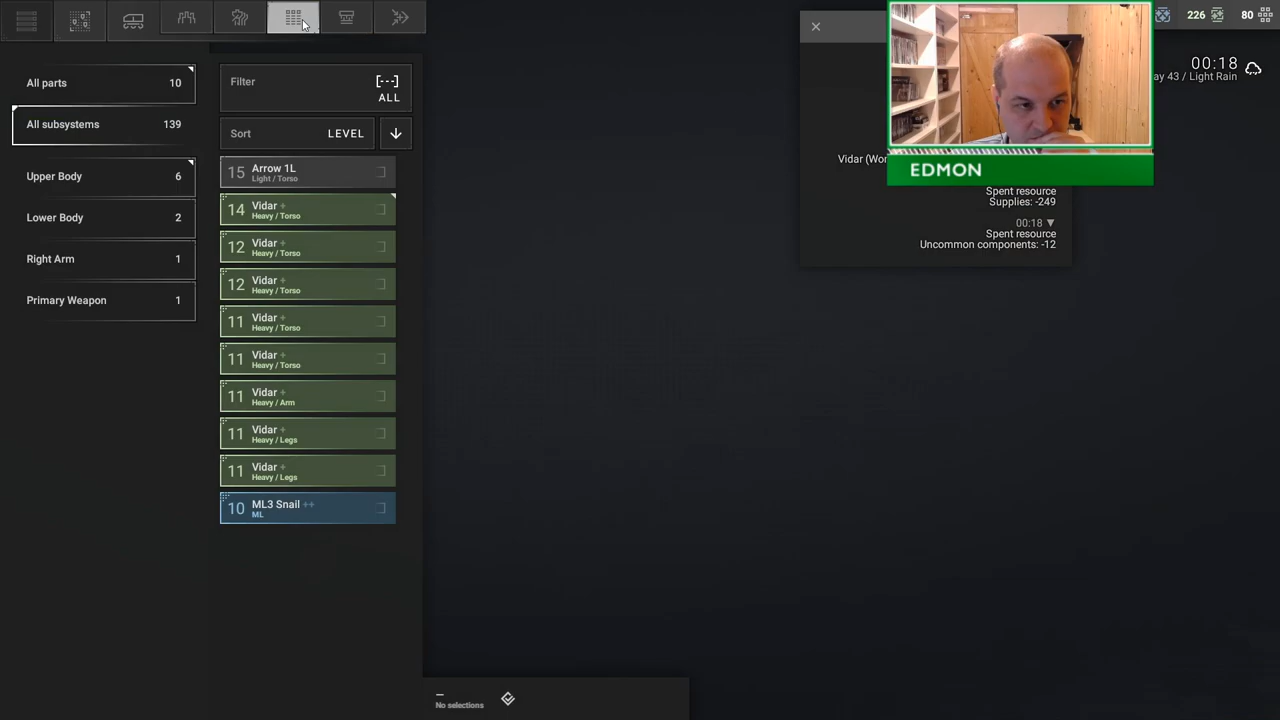 226
80
00:18
ay 43 / Light Rain
All parts 10
All subsystems 139
Upper Body 6
Lower Body 2
Right Arm 1
Primary Weapon 1
Filter
[---]
ALL
Sort LEVEL
15 Arrow 1L
Light / Torso
14 Vidar +
Heavy / Torso
12 Vidar +
Heavy / Torso
12 Vidar +
Heavy / Torso
11 Vidar +
Heavy / Torso
11 Vidar +
Heavy / Torso
11 Vidar +
Heavy / Arm
11 Vidar +
Heavy / Legs
11 Vidar +
Heavy / Legs
10 ML3 Snail ++
ML
Vidar (Wor
Spent resource
Supplies: -249
00:18
Spent resource
Uncommon components: -12
EDMON
No selections